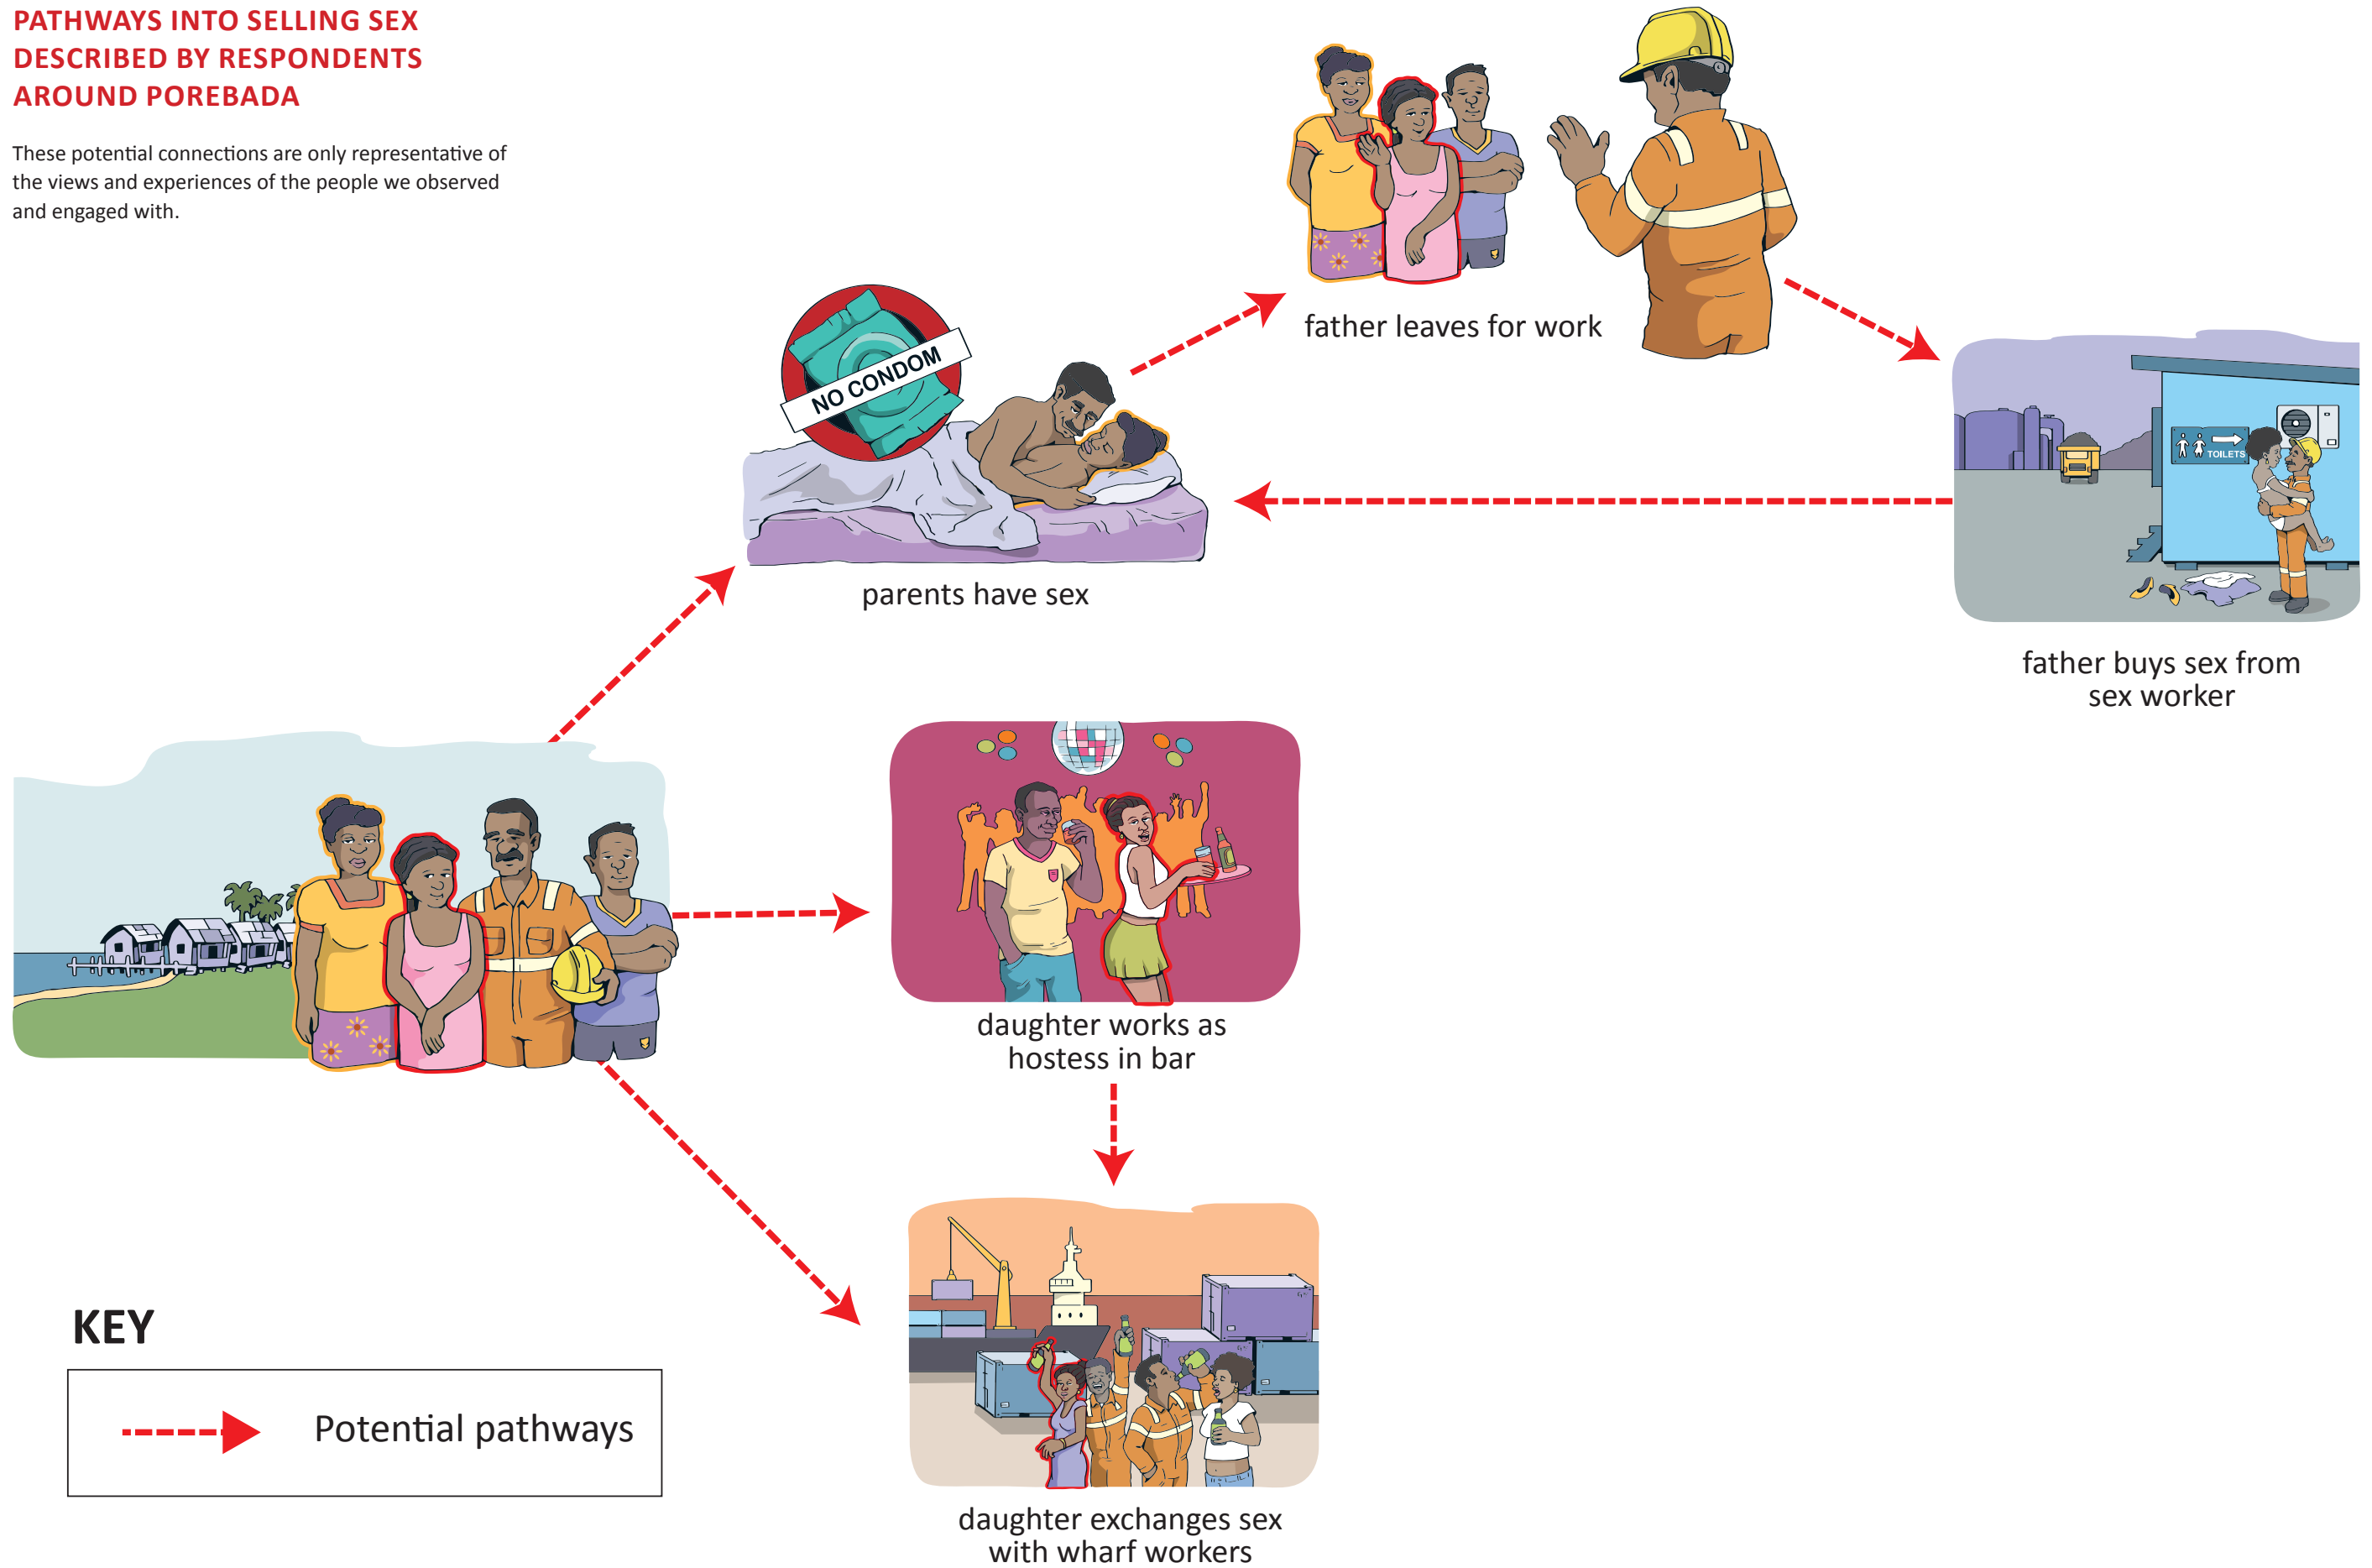 PATHWAYS INTO SELLING SEX
DESCRIBED BY RESPONDENTS
AROUND POREBADA
These potential connections are only representative of
the views and experiences of the people we observed
and engaged with.
father leaves for work
NO CONDOM
parents have sex
TOILETS
father buys sex from
sex worker
daughter works as
hostess in bar
daughter exchanges sex
with wharf workers
KEY
Potential pathways